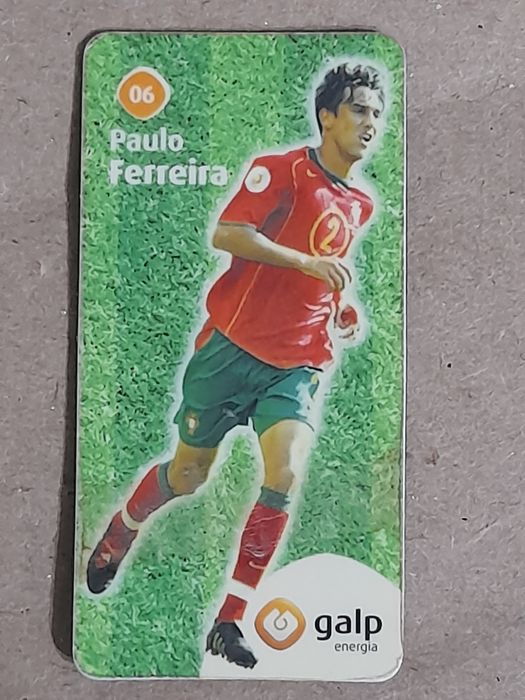 06
Paulo
Ferreira
2
galp
energia